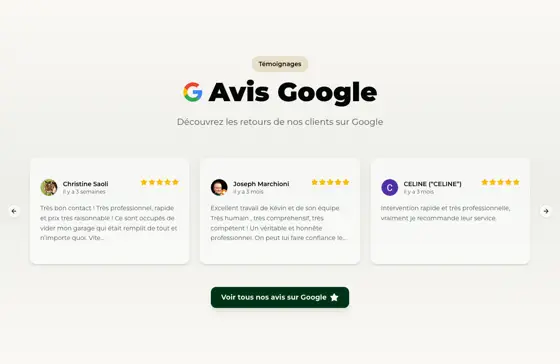 Témoignages
Avis Google
Découvrez les retours de nos clients sur Google
Christine Saoli
il y a 3 semaines
Très bon contact ! Très professionnel, rapide
et prix très raisonnable ! Ce sont occupés de
vider mon garage qui était remplit de tout et
n'importe quoi. Vite...
Joseph Marchioni
il y a 3 mois
Excellent travail de Kévin et de son équipe.
Très humain , très compréhensif, très
compétent ! Un véritable et honnête
professionnel. On peut lui faire confiance le...
C
CELINE ("CELINE")
il y a 3 mois
Intervention rapide et très professionnelle,
vraiment je recommande leur service.
Voir tous nos avis sur Google